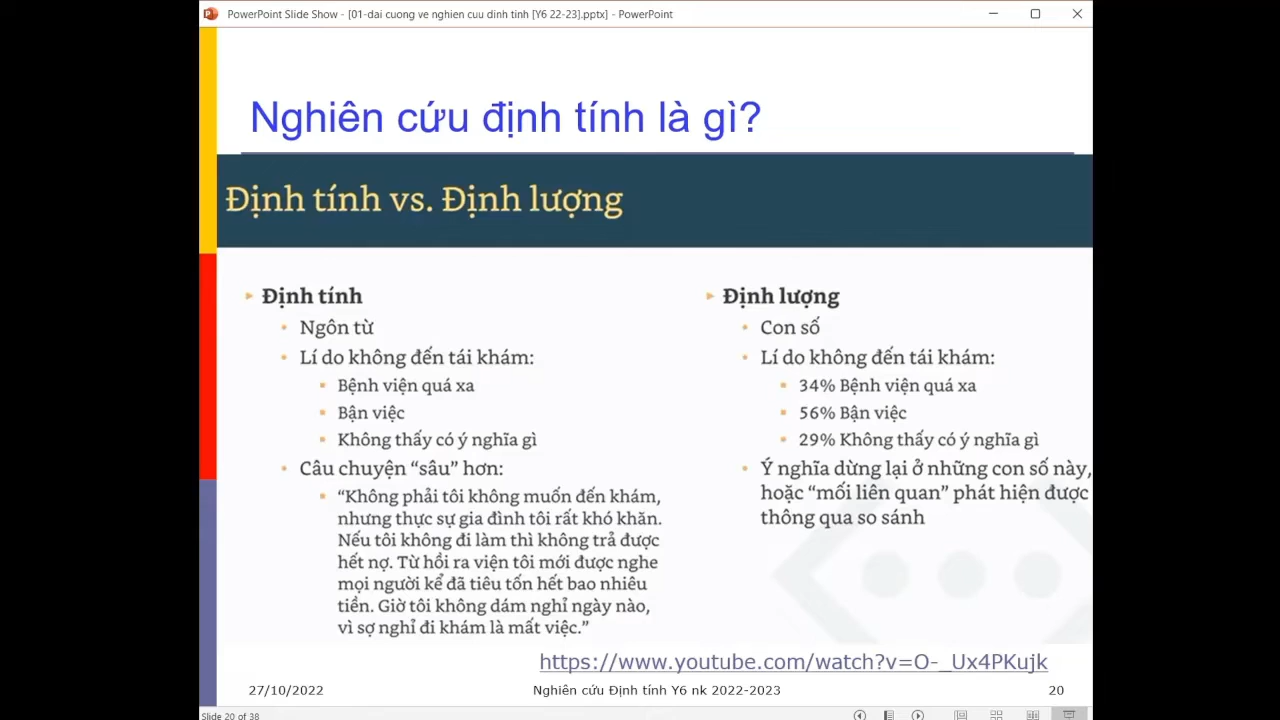 PowerPoint Slide Show - [01-dai cuong ve nghien cuu dinh tinh [Y6 22-23].pptx] - PowerPoint
Nghiên cứu định tính là gì?
Định tính vs. Định lượng
Định tính
Ngôn từ
Lí do không đến tái khám:
Bệnh viện quá xa
Bận việc
Không thấy có ý nghĩa gì
Câu chuyện “sâu” hơn:
“Không phải tôi không muốn đến khám,
nhưng thực sự gia đình tôi rất khó khăn.
Nếu tôi không đi làm thì không trả được
hết nợ. Từ hồi ra viện tôi mới được nghe
mọi người kể đã tiêu tốn hết bao nhiêu
tiền. Giờ tôi không dám nghỉ ngày nào,
vì sợ nghỉ đi khám là mất việc.”
Định lượng
Con số
Lí do không đến tái khám:
34% Bệnh viện quá xa
56% Bận việc
29% Không thấy có ý nghĩa gì
Ý nghĩa dừng lại ở những con số này,
hoặc “mối liên quan” phát hiện được
thông qua so sánh
https://www.youtube.com/watch?v=O-_Ux4PKujk
27/10/2022
Nghiên cứu Định tính Y6 nk 2022-2023
20
Slide 20 of 38